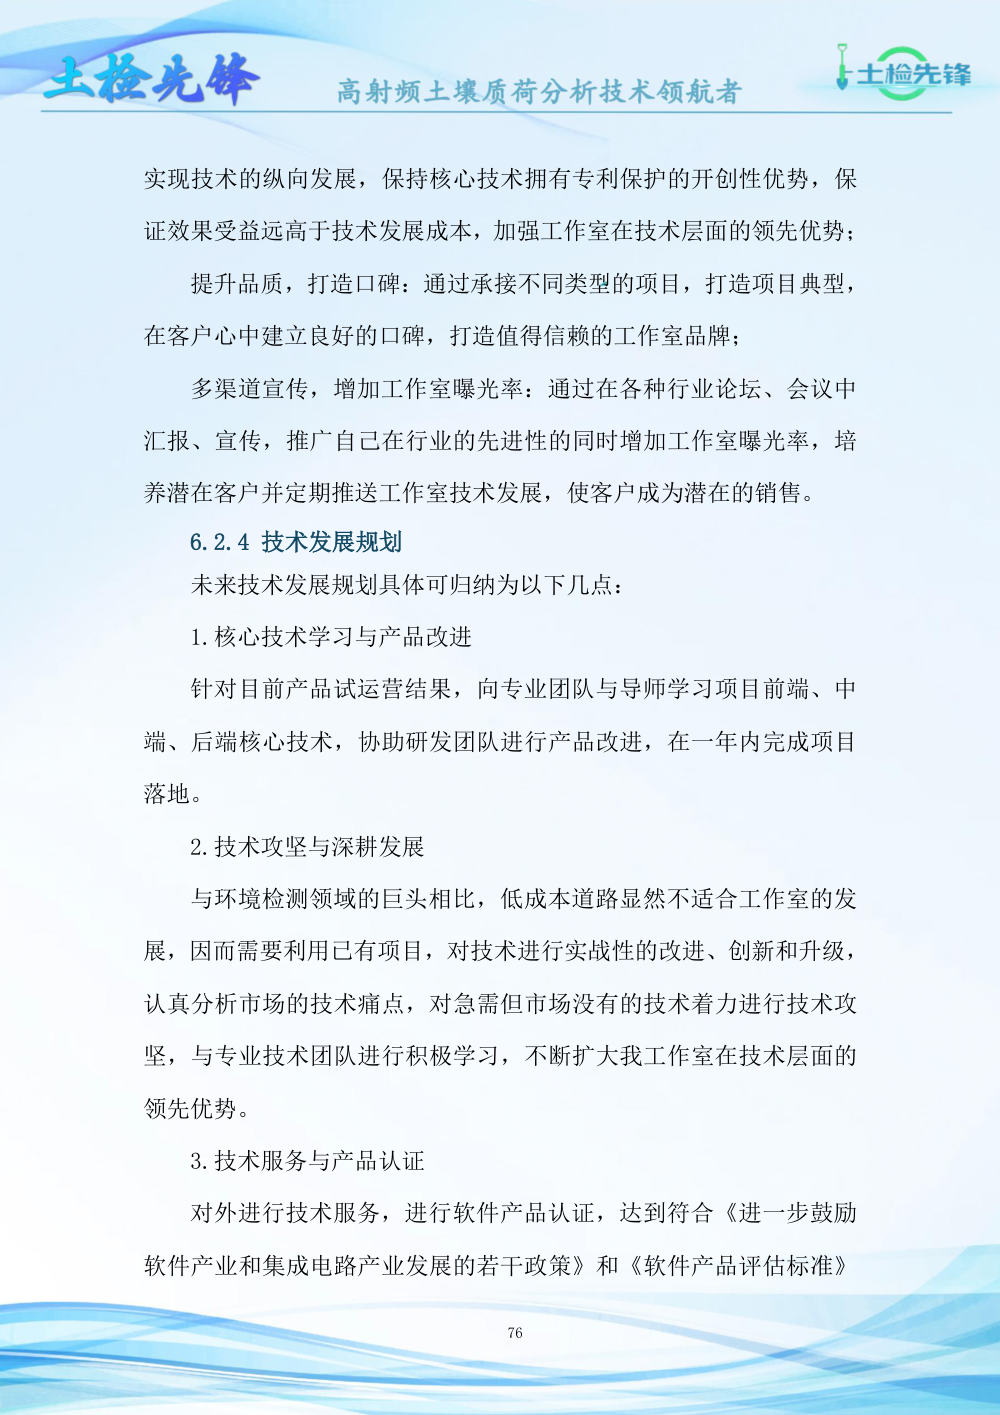 土检先锋
高射频土壤质荷分析技术领航者
土检先锋
实现技术的纵向发展，保持核心技术拥有专利保护的开创性优势，保
证效果受益远高于技术发展成本，加强工作室在技术层面的领先优势；
提升品质，打造口碑：通过承接不同类型的项目，打造项目典型，
在客户心中建立良好的口碑，打造值得信赖的工作室品牌；
多渠道宣传，增加工作室曝光率：通过在各种行业论坛、会议中
汇报、宣传，推广自己在行业的先进性的同时增加工作室曝光率，培
养潜在客户并定期推送工作室技术发展，使客户成为潜在的销售。
6.2.4 技术发展规划
未来技术发展规划具体可归纳为以下几点：
1.核心技术学习与产品改进
针对目前产品试运营结果，向专业团队与导师学习项目前端、中
端、后端核心技术，协助研发团队进行产品改进，在一年内完成项目
落地。
2.技术攻坚与深耕发展
与环境检测领域的巨头相比，低成本道路显然不适合工作室的发
展，因而需要利用已有项目，对技术进行实战性的改进、创新和升级，
认真分析市场的技术痛点，对急需但市场没有的技术着力进行技术攻
坚，与专业技术团队进行积极学习，不断扩大我工作室在技术层面的
领先优势。
3.技术服务与产品认证
对外进行技术服务，进行软件产品认证，达到符合《进一步鼓励
软件产业和集成电路产业发展的若干政策》和《软件产品评估标准》
76